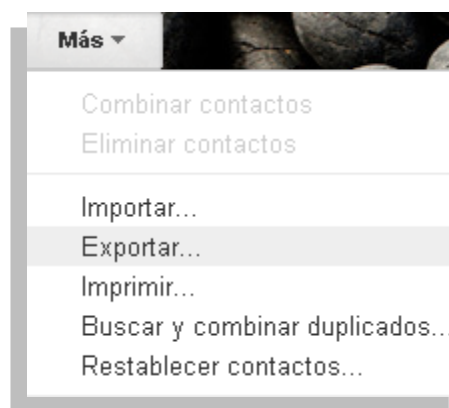 Más
Combinar contactos
Eliminar contactos
Importar...
Exportar...
Imprimir...
Buscar y combinar duplicados...
Restablecer contactos...